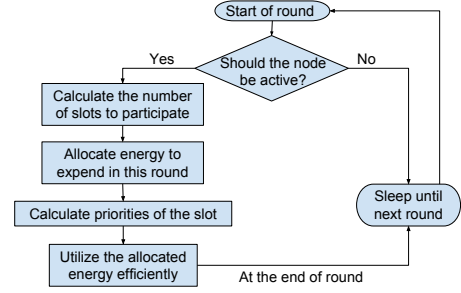 Start of round
Should the node
be active?
Yes
No
Calculate the number
of slots to participate
Allocate energy to
expend in this round
Calculate priorities of the slot
Utilize the allocated
energy efficiently
At the end of round
Sleep until
next round